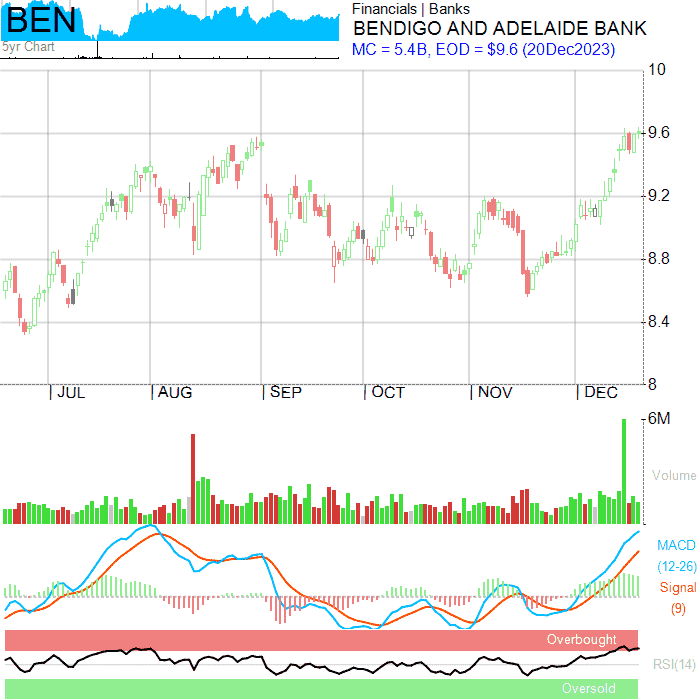 BEN
5yr Chart
Financials | Banks
BENDIGO AND ADELAIDE BANK
MC = 5.4B, EOD = $9.6 (20Dec2023)
10
9.6
9.2
8.8
8.4
8
JUL AUG SEP OCT NOV DEC
6M
Volume
MACD
(12-26)
Signal
(9)
Overbought
RSI(14)
Oversold